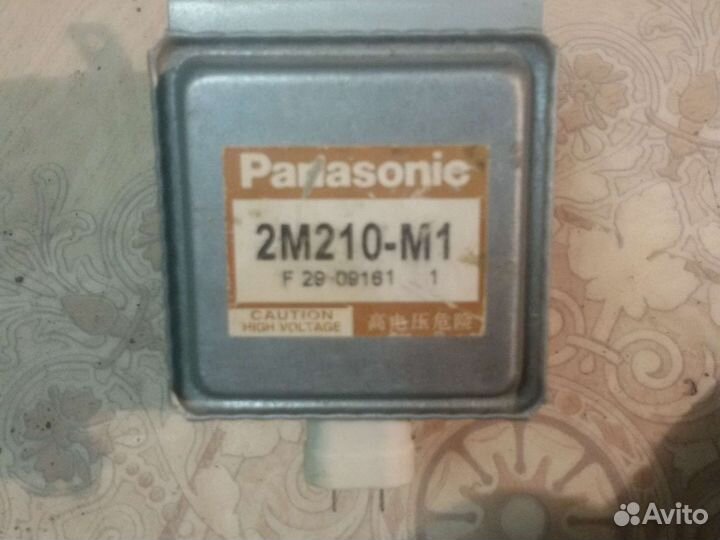 Panasonic
2M210-M1
F 29 09161 1
CAUTION
HIGH VOLTAGE
高电压危险
Avito